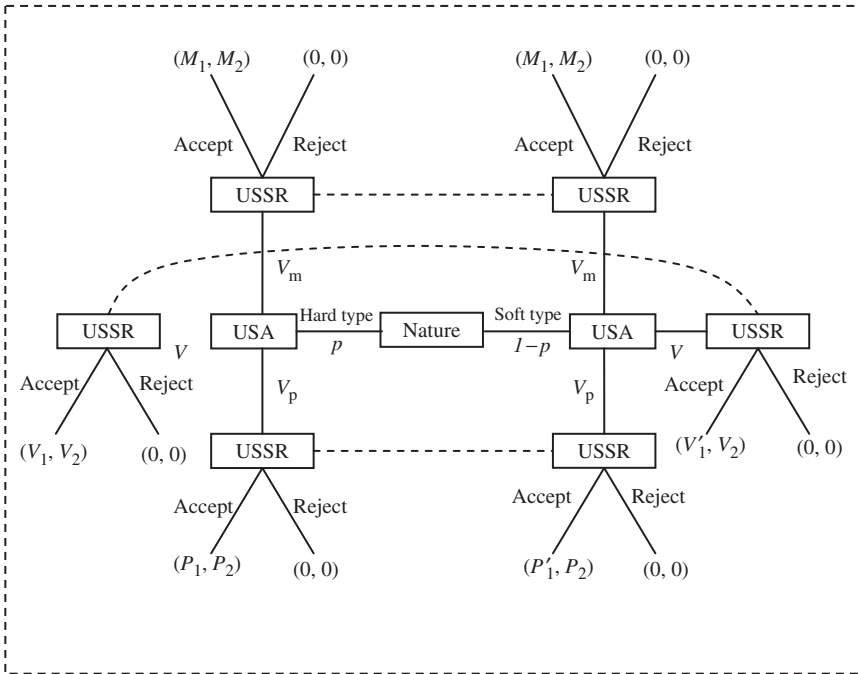 (M₁, M₂) (0, 0) (M₁, M₂) (0, 0)
Accept Reject Accept Reject
USSR USSR
Vₘ Vₘ
Hard type Soft type
USSR V USA Nature USA V USSR
p 1–p
Accept Reject Vₚ Vₚ Accept Reject
(V₁, V₂) (0, 0) USSR USSR (V′₁, V₂) (0, 0)
Accept Reject Accept Reject
(P₁, P₂) (0, 0) (P′₁, P₂) (0, 0)